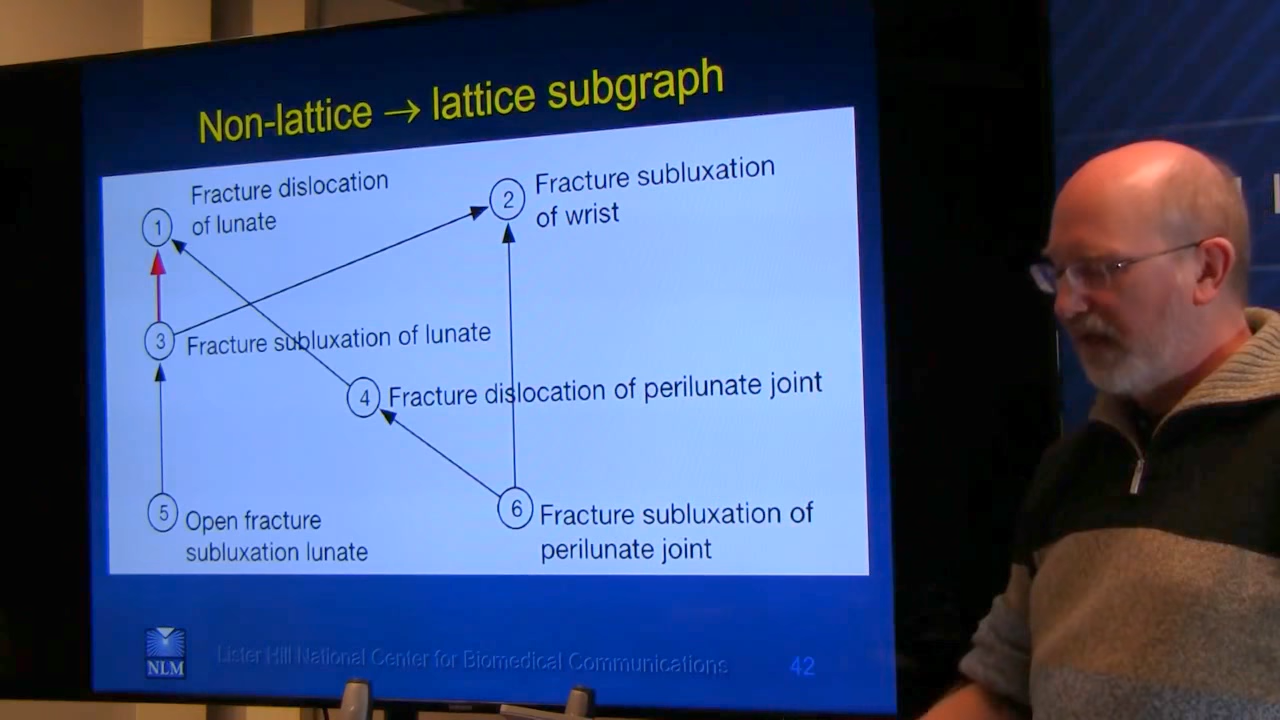 Non-lattice → lattice subgraph
1
Fracture dislocation
of lunate
2
Fracture subluxation
of wrist
3
Fracture subluxation of lunate
4
Fracture dislocation of perilunate joint
5
Open fracture
subluxation lunate
6
Fracture subluxation of
perilunate joint
NLM
Lister Hill National Center for Biomedical Communications
42